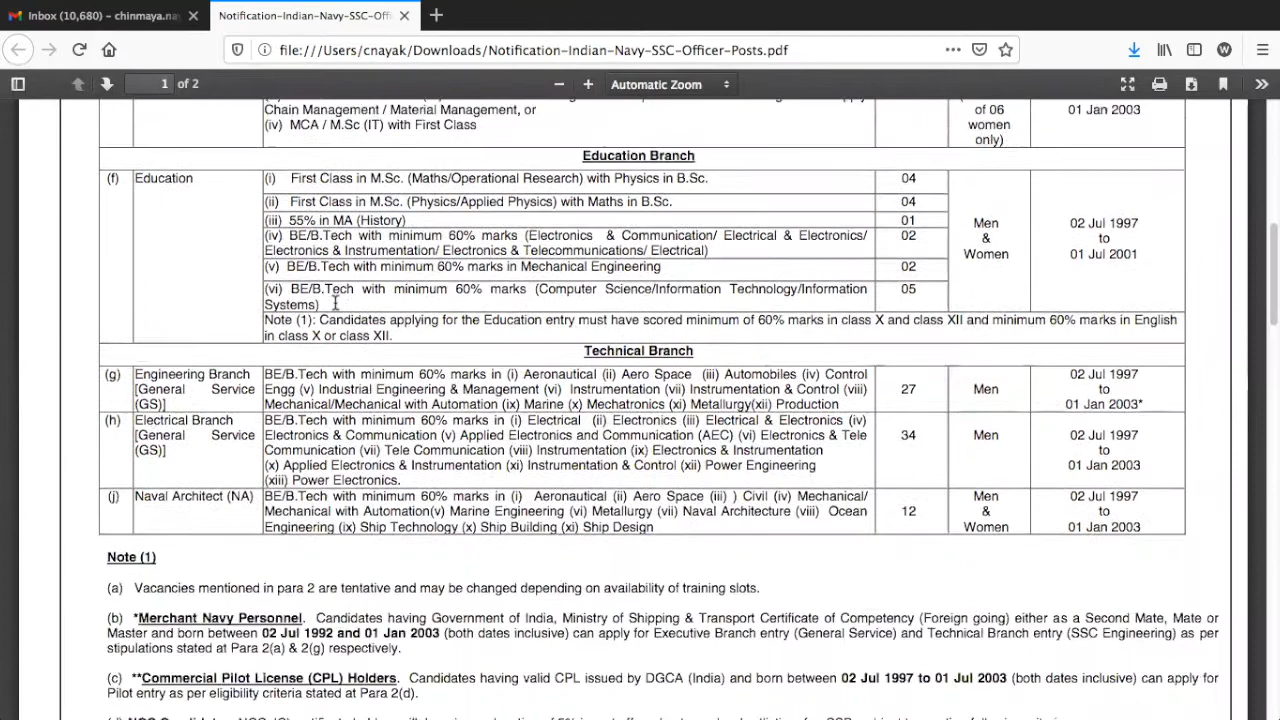 Inbox (10,680) – chinmaya.na
Notification-Indian-Navy-SSC-Off
file:///Users/cnayak/Downloads/Notification-Indian-Navy-SSC-Officer-Posts.pdf
W
1 of 2
Automatic Zoom
Chain Management / Material Management, or
(iv) MCA / M.Sc (IT) with First Class
of 06
women
only)
01 Jan 2003
Education Branch
(f) Education
(i) First Class in M.Sc. (Maths/Operational Research) with Physics in B.Sc. 04
(ii) First Class in M.Sc. (Physics/Applied Physics) with Maths in B.Sc. 04
(iii) 55% in MA (History) 01
(iv) BE/B.Tech with minimum 60% marks (Electronics & Communication/ Electrical & Electronics/
Electronics & Instrumentation/ Electronics & Telecommunications/ Electrical) 02
(v) BE/B.Tech with minimum 60% marks in Mechanical Engineering 02
(vi) BE/B.Tech with minimum 60% marks (Computer Science/Information Technology/Information
Systems) 05
Men
&
Women
02 Jul 1997
to
01 Jul 2001
Note (1): Candidates applying for the Education entry must have scored minimum of 60% marks in class X and class XII and minimum 60% marks in English
in class X or class XII.
Technical Branch
(g) Engineering Branch
[General Service
(GS)]
BE/B.Tech with minimum 60% marks in (i) Aeronautical (ii) Aero Space (iii) Automobiles (iv) Control
Engg (v) Industrial Engineering & Management (vi) Instrumentation (vii) Instrumentation & Control (viii)
Mechanical/Mechanical with Automation (ix) Marine (x) Mechatronics (xi) Metallurgy(xii) Production
27
Men
02 Jul 1997
to
01 Jan 2003*
(h) Electrical Branch
[General Service
(GS)]
BE/B.Tech with minimum 60% marks in (i) Electrical (ii) Electronics (iii) Electrical & Electronics (iv)
Electronics & Communication (v) Applied Electronics and Communication (AEC) (vi) Electronics & Tele
Communication (vii) Tele Communication (viii) Instrumentation (ix) Electronics & Instrumentation
(x) Applied Electronics & Instrumentation (xi) Instrumentation & Control (xii) Power Engineering
(xiii) Power Electronics.
34
Men
02 Jul 1997
to
01 Jan 2003
(j) Naval Architect (NA)
BE/B.Tech with minimum 60% marks in (i) Aeronautical (ii) Aero Space (iii) ) Civil (iv) Mechanical/
Mechanical with Automation(v) Marine Engineering (vi) Metallurgy (vii) Naval Architecture (viii) Ocean
Engineering (ix) Ship Technology (x) Ship Building (xi) Ship Design
12
Men
&
Women
02 Jul 1997
to
01 Jan 2003
Note (1)
(a) Vacancies mentioned in para 2 are tentative and may be changed depending on availability of training slots.
(b) *Merchant Navy Personnel. Candidates having Government of India, Ministry of Shipping & Transport Certificate of Competency (Foreign going) either as a Second Mate, Mate or
Master and born between 02 Jul 1992 and 01 Jan 2003 (both dates inclusive) can apply for Executive Branch entry (General Service) and Technical Branch entry (SSC Engineering) as per
stipulations stated at Para 2(a) & 2(g) respectively.
(c) **Commercial Pilot License (CPL) Holders. Candidates having valid CPL issued by DGCA (India) and born between 02 Jul 1997 to 01 Jul 2003 (both dates inclusive) can apply for
Pilot entry as per eligibility criteria stated at Para 2(d).